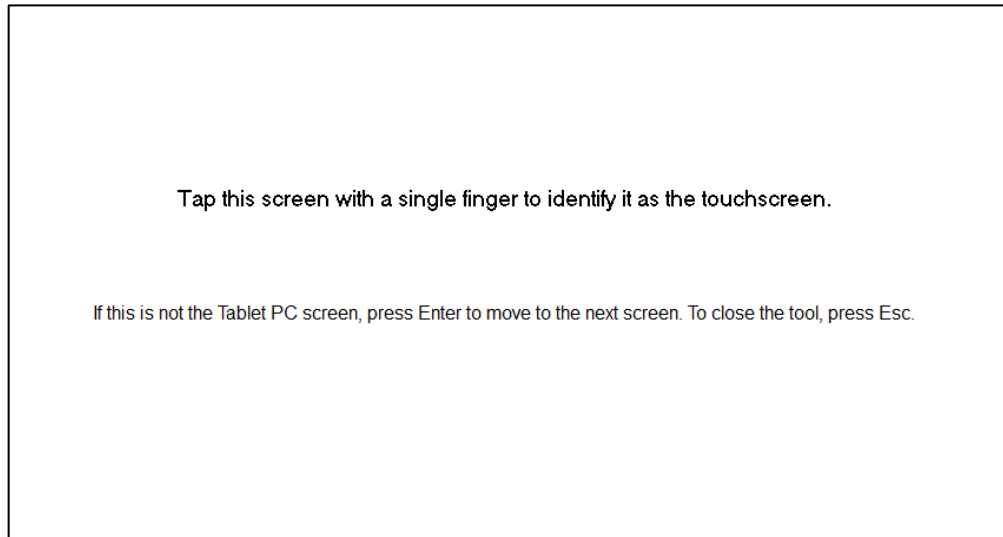 Tap this screen with a single finger to identify it as the touchscreen.
If this is not the Tablet PC screen, press Enter to move to the next screen. To close the tool, press Esc.